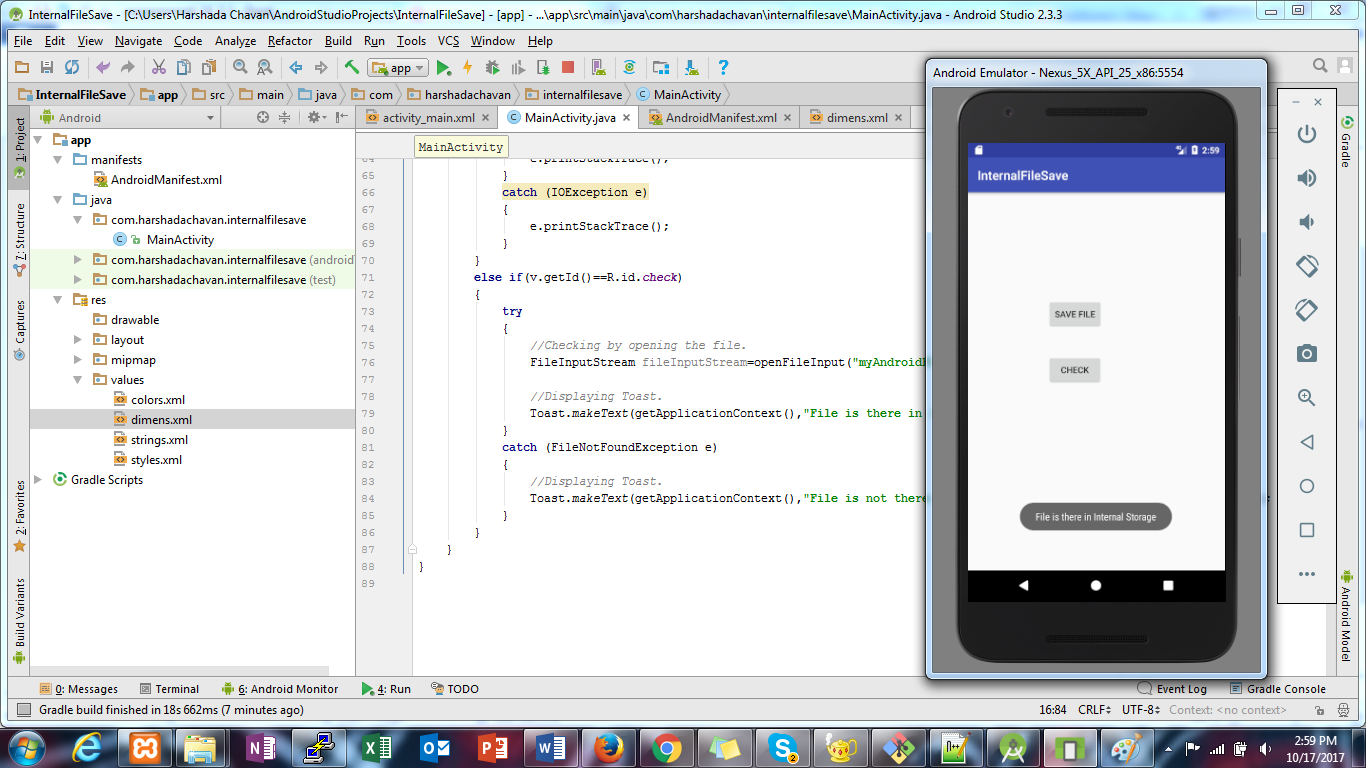 InternalFileSave - [C:\Users\Harshada Chavan\AndroidStudioProjects\InternalFileSave] - [app] - ...\app\src\main\java\com\harshadachavan\internalfilesave\MainActivity.java - Android Studio 2.3.3
File Edit View Navigate Code Analyze Refactor Build Run Tools VCS Window Help
app
InternalFileSave app src main java com harshadachavan internalfilesave MainActivity
Android
activity_main.xml MainActivity.java AndroidManifest.xml dimens.xml
MainActivity
1: Project
7: Structure
Captures
2: Favorites
Build Variants
app
manifests
AndroidManifest.xml
java
com.harshadachavan.internalfilesave
MainActivity
com.harshadachavan.internalfilesave (android
com.harshadachavan.internalfilesave (test)
res
drawable
layout
mipmap
values
colors.xml
dimens.xml
strings.xml
styles.xml
Gradle Scripts
64 e.printStackTrace();
65 }
66 catch (IOException e)
67 {
68 e.printStackTrace();
69 }
70 }
71 else if(v.getId()==R.id.check)
72 {
73 try
74 {
75 //Checking by opening the file.
76 FileInputStream fileInputStream=openFileInput("myAndroid
77
78 //Displaying Toast.
79 Toast.makeText(getApplicationContext(),"File is there in
80 }
81 catch (FileNotFoundException e)
82 {
83 //Displaying Toast.
84 Toast.makeText(getApplicationContext(),"File is not there
85 }
86 }
87 }
88 }
89
Android Emulator - Nexus_5X_API_25_x86:5554
2:59
InternalFileSave
SAVE FILE
CHECK
File is there in Internal Storage
Gradle
Android Model
0: Messages Terminal 6: Android Monitor 4: Run TODO Event Log Gradle Console
Gradle build finished in 18s 662ms (7 minutes ago) 16:84 CRLF UTF-8 Context: <no context>
2:59 PM
10/17/2017